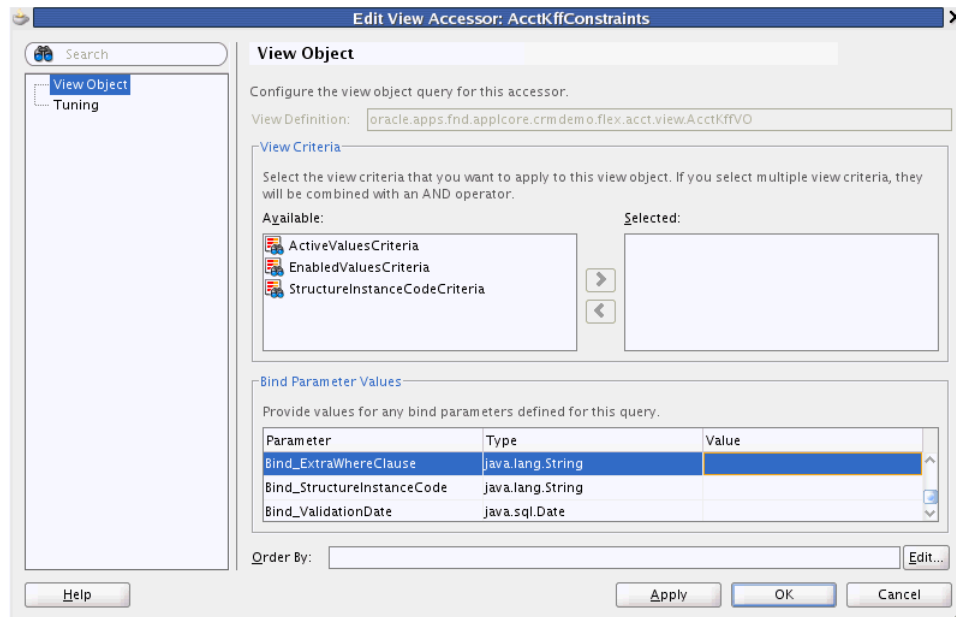 Edit View Accessor: AcctKffConstraints
Search
View Object
Tuning
View Object
Configure the view object query for this accessor.
View Definition: oracle.apps.fnd.applcore.crmdemo.flex.acct.view.AcctKffVO
View Criteria
Select the view criteria that you want to apply to this view object. If you select multiple view criteria, they
will be combined with an AND operator.
Available: Selected:
ActiveValuesCriteria
EnabledValuesCriteria
StructureInstanceCodeCriteria
Bind Parameter Values
Provide values for any bind parameters defined for this query.
Parameter Type Value
Bind_ExtraWhereClause java.lang.String
Bind_StructureInstanceCode java.lang.String
Bind_ValidationDate java.sql.Date
Order By: Edit...
Help Apply OK Cancel